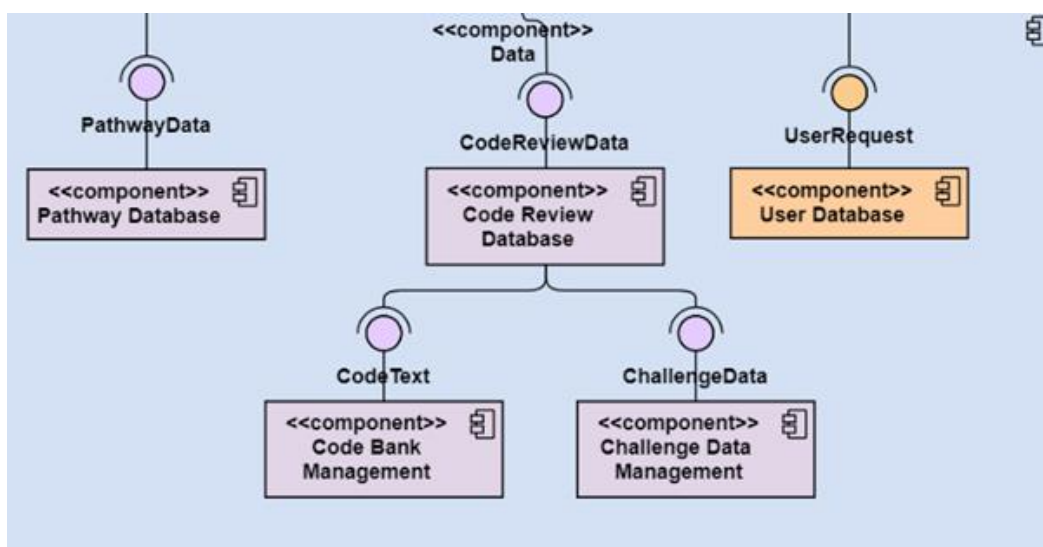 <<component>>
Data
PathwayData
CodeReviewData
UserRequest
<<component>>
Pathway Database
<<component>>
Code Review
Database
<<component>>
User Database
CodeText
ChallengeData
<<component>>
Code Bank
Management
<<component>>
Challenge Data
Management